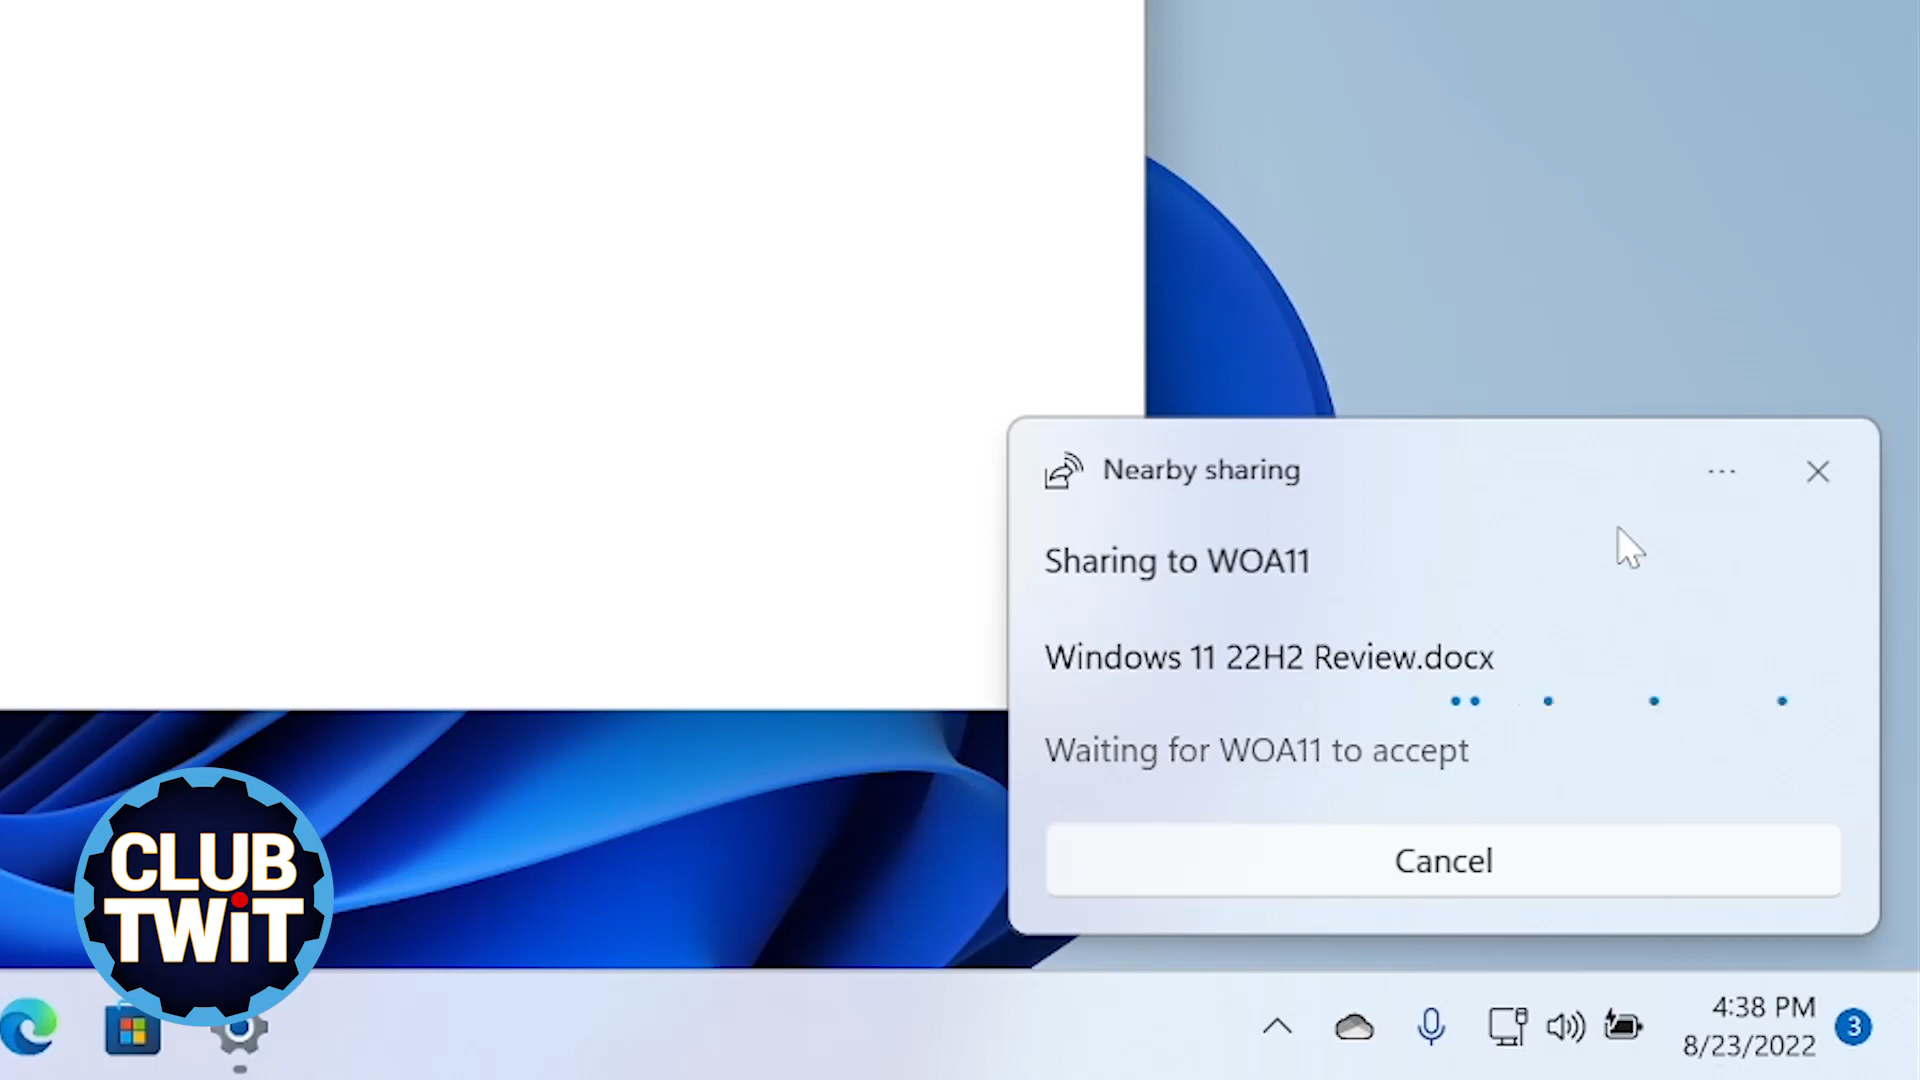 Nearby sharing
Sharing to WOA11
Windows 11 22H2 Review.docx
Waiting for WOA11 to accept
Cancel
CLUB
TWiT
4:38 PM
8/23/2022
3